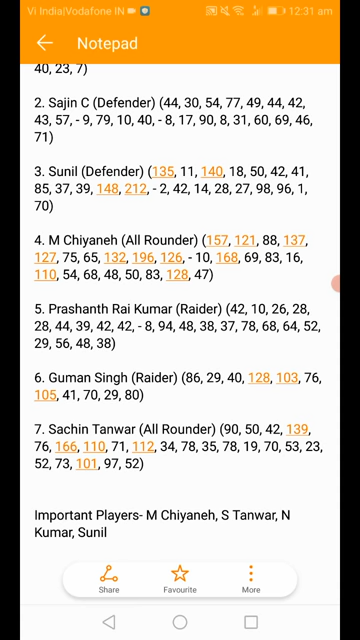 Vi India|Vodafone IN
12:31 am
Notepad
40, 23, 7)
2. Sajin C (Defender) (44, 30, 54, 77, 49, 44, 42,
43, 57, - 9, 79, 10, 40, - 8, 17, 90, 8, 31, 60, 69, 46,
71)
3. Sunil (Defender) (135, 11, 140, 18, 50, 42, 41,
85, 37, 39, 148, 212, - 2, 42, 14, 28, 27, 98, 96, 1,
70)
4. M Chiyaneh (All Rounder) (157, 121, 88, 137,
127, 75, 65, 132, 196, 126, - 10, 168, 69, 83, 16,
110, 54, 68, 48, 50, 83, 128, 47)
5. Prashanth Rai Kumar (Raider) (42, 10, 26, 28,
28, 44, 39, 42, 42, - 8, 94, 48, 38, 37, 78, 68, 64, 52,
29, 56, 48, 38)
6. Guman Singh (Raider) (86, 29, 40, 128, 103, 76,
105, 41, 70, 29, 80)
7. Sachin Tanwar (All Rounder) (90, 50, 42, 139,
76, 166, 110, 71, 112, 34, 78, 35, 78, 19, 70, 53, 23,
52, 73, 101, 97, 52)
Important Players- M Chiyaneh, S Tanwar, N
Kumar, Sunil
Share Favourite More